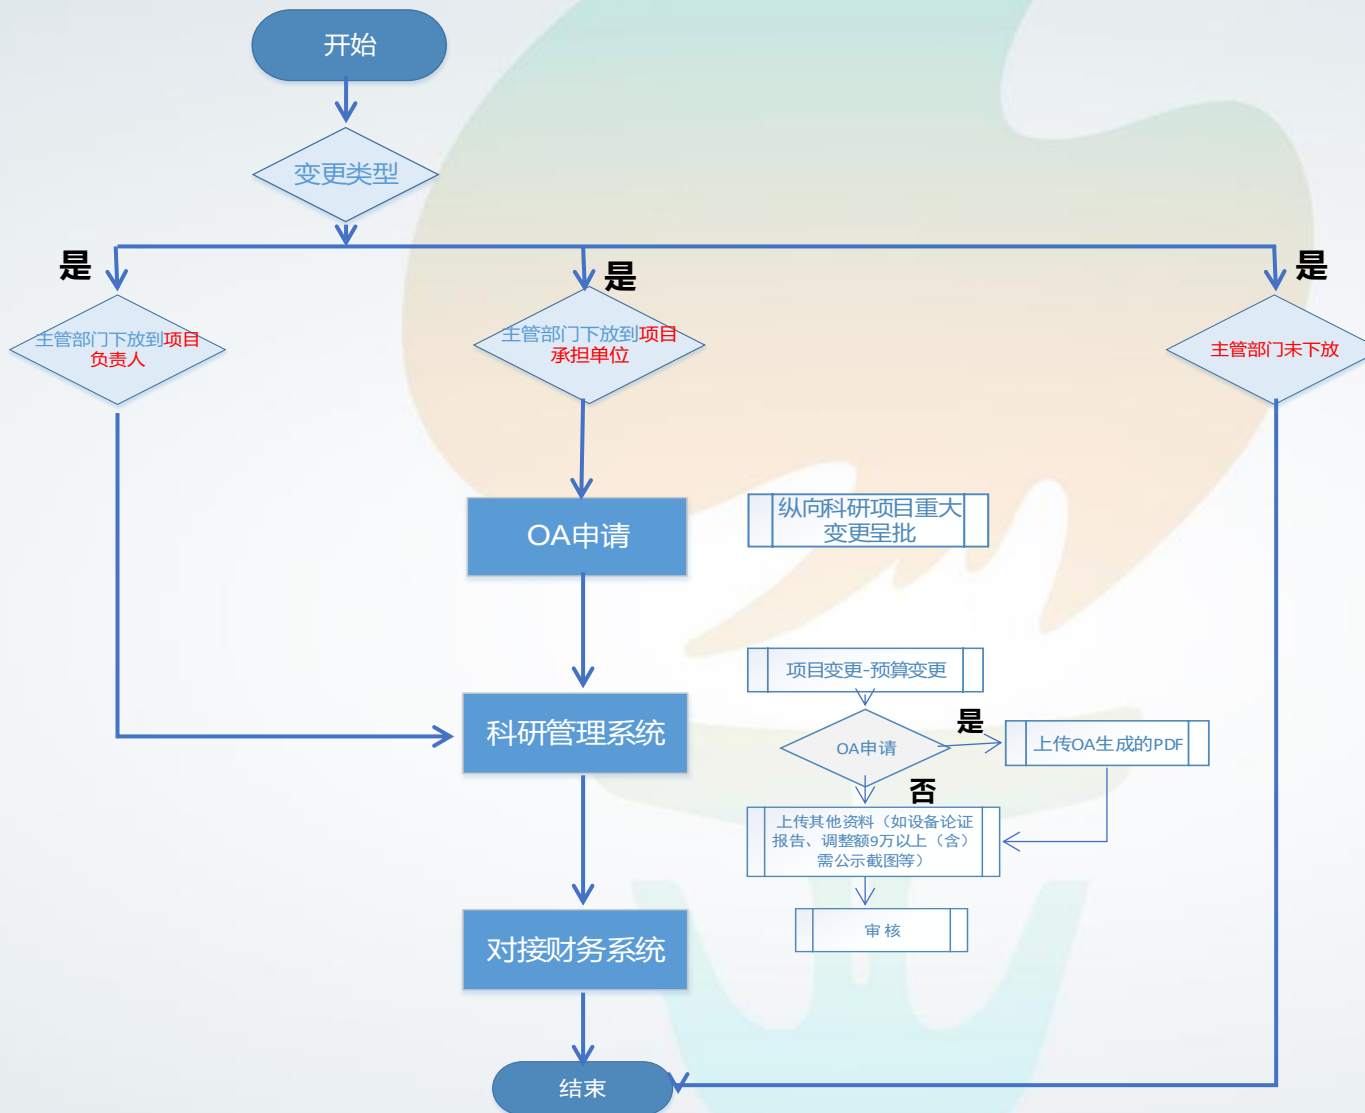 开始
变更类型
是
是
是
主管部门下放到项目
负责人
主管部门下放到项目
承担单位
主管部门未下放
OA申请
纵向科研项目重大
变更呈批
项目变更-预算变更
科研管理系统
OA申请
是
上传OA生成的PDF
否
上传其他资料（如设备论证
报告、调整额9万以上（含）
需公示截图等）
审 核
对接财务系统
结束